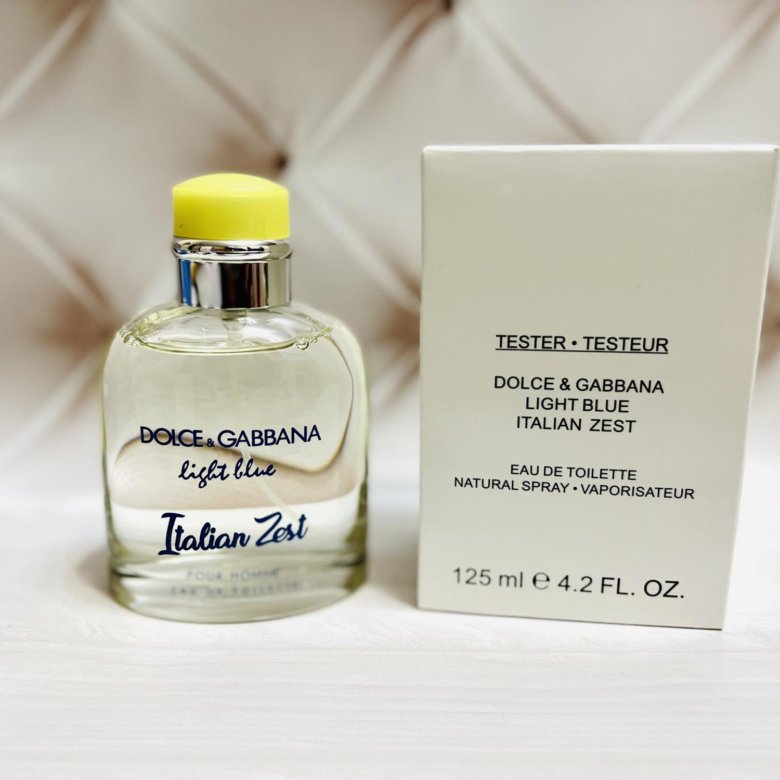 DOLCE & GABBANA
light blue
Italian Zest
POUR HOMME
EAU DE TOILETTE
TESTER • TESTEUR
DOLCE & GABBANA
LIGHT BLUE
ITALIAN ZEST
EAU DE TOILETTE
NATURAL SPRAY • VAPORISATEUR
125 ml ℮ 4.2 FL. OZ.